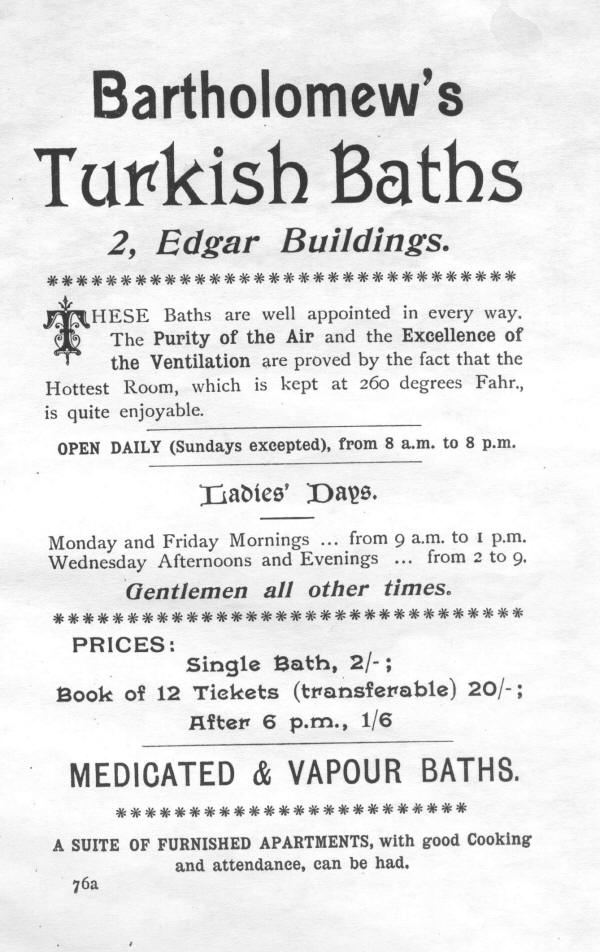 Bartholomew's
Turkish Baths
2, Edgar Buildings.
********************************
THESE Baths are well appointed in every way.
The Purity of the Air and the Excellence of
the Ventilation are proved by the fact that the
Hottest Room, which is kept at 260 degrees Fahr.,
is quite enjoyable.
OPEN DAILY (Sundays excepted), from 8 a.m. to 8 p.m.
Ladies' Days.
Monday and Friday Mornings ... from 9 a.m. to 1 p.m.
Wednesday Afternoons and Evenings ... from 2 to 9.
Gentlemen all other times.
********************************
PRICES:
Single Bath, 2/-;
Book of 12 Tickets (transferable) 20/-;
After 6 p.m., 1/6
MEDICATED & VAPOUR BATHS.
************************
A SUITE OF FURNISHED APARTMENTS, with good Cooking
and attendance, can be had.
76a